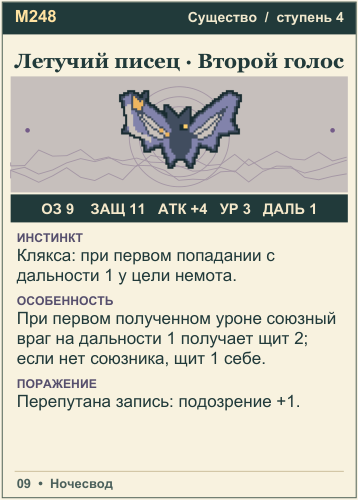 M248
Существо / ступень 4
Летучий писец · Второй голос
ОЗ 9 ЗАЩ 11 АТК +4 УР 3 ДАЛЬ 1
ИНСТИНКТ
Клякса: при первом попадании с
дальности 1 у цели немота.
ОСОБЕННОСТЬ
При первом полученном уроне союзный
враг на дальности 1 получает щит 2;
если нет союзника, щит 1 себе.
ПОРАЖЕНИЕ
Перепутана запись: подозрение +1.
09 • Ночесвод